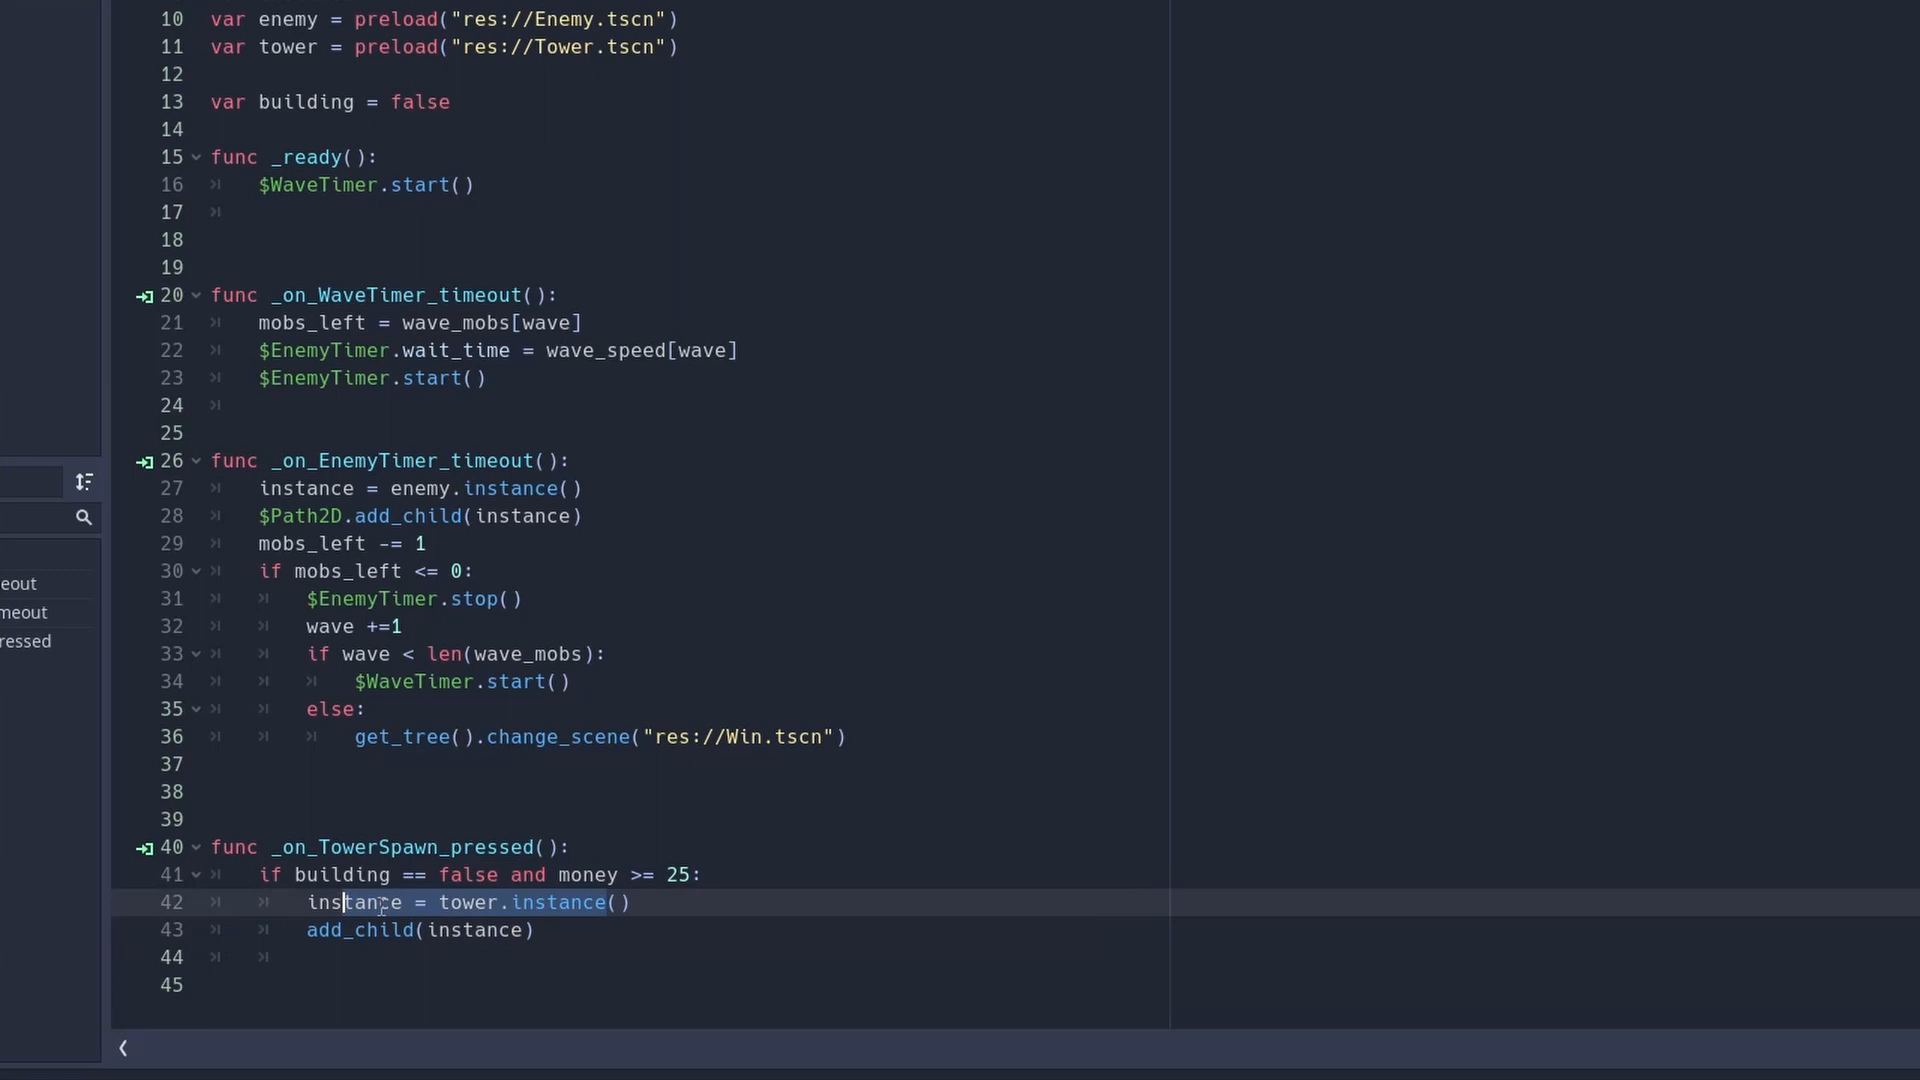 10 var enemy = preload("res://Enemy.tscn")
11 var tower = preload("res://Tower.tscn")
12
13 var building = false
14
15 func _ready():
16 $WaveTimer.start()
17
18
19
20 func _on_WaveTimer_timeout():
21 mobs_left = wave_mobs[wave]
22 $EnemyTimer.wait_time = wave_speed[wave]
23 $EnemyTimer.start()
24
25
26 func _on_EnemyTimer_timeout():
27 instance = enemy.instance()
28 $Path2D.add_child(instance)
29 mobs_left -= 1
30 if mobs_left <= 0:
31 $EnemyTimer.stop()
32 wave +=1
33 if wave < len(wave_mobs):
34 $WaveTimer.start()
35 else:
36 get_tree().change_scene("res://Win.tscn")
37
38
39
40 func _on_TowerSpawn_pressed():
41 if building == false and money >= 25:
42 instance = tower.instance()
43 add_child(instance)
44
45
eout
meout
ressed